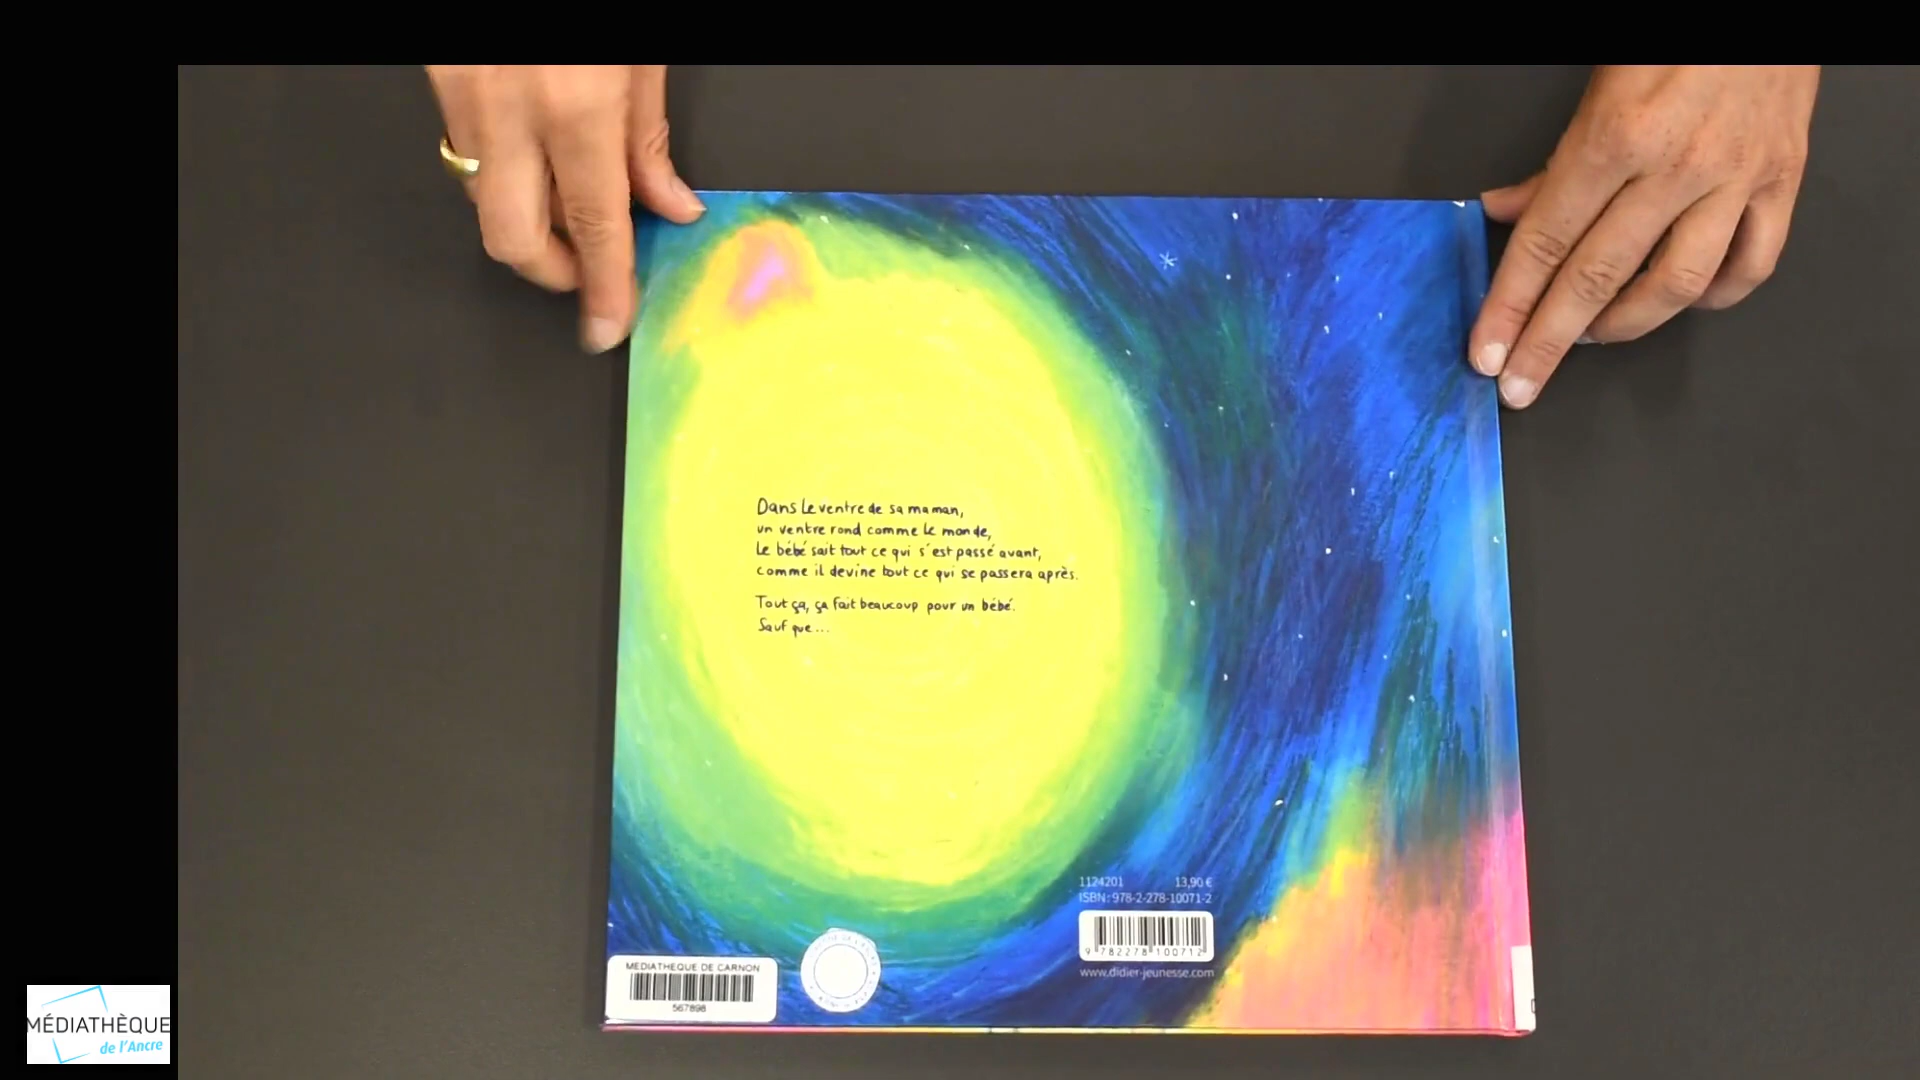 Dans le ventre de sa maman,
un ventre rond comme le monde,
le bébé sait tout ce qui s'est passé avant,
comme il devine tout ce qui se passera après.
Tout ça, ça fait beaucoup pour un bébé.
Sauf que...
1124201 13,90 €
ISBN : 978-2-278-10071-2
9 782278 100712
www.didier-jeunesse.com
MEDIATHEQUE DE CARNON
567898
MÉDIATHÈQUE
de l'Ancre